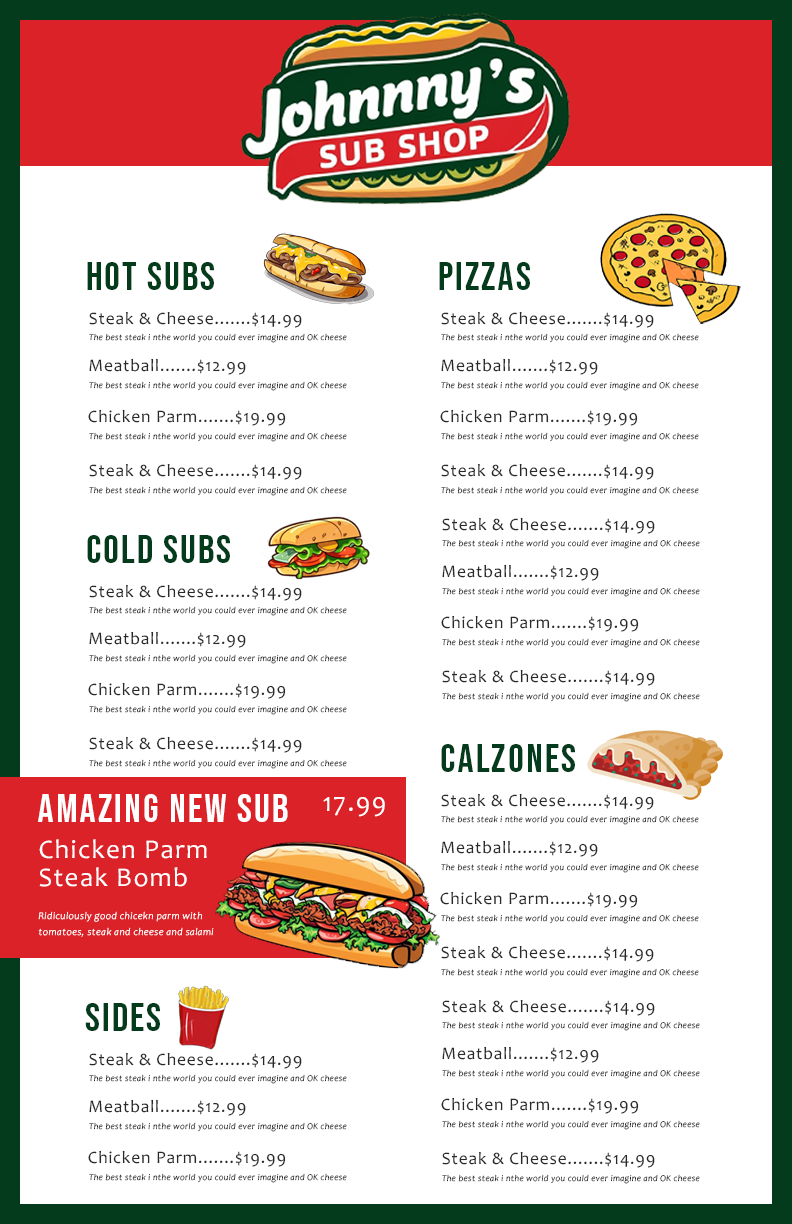 Johnnny's
SUB SHOP
HOT SUBS
Steak & Cheese.......$14.99
The best steak i nthe world you could ever imagine and OK cheese
Meatball.......$12.99
The best steak i nthe world you could ever imagine and OK cheese
Chicken Parm.......$19.99
The best steak i nthe world you could ever imagine and OK cheese
Steak & Cheese.......$14.99
The best steak i nthe world you could ever imagine and OK cheese
COLD SUBS
Steak & Cheese.......$14.99
The best steak i nthe world you could ever imagine and OK cheese
Meatball.......$12.99
The best steak i nthe world you could ever imagine and OK cheese
Chicken Parm.......$19.99
The best steak i nthe world you could ever imagine and OK cheese
Steak & Cheese.......$14.99
The best steak i nthe world you could ever imagine and OK cheese
AMAZING NEW SUB 17.99
Chicken Parm
Steak Bomb
Ridiculously good chicekn parm with
tomatoes, steak and cheese and salami
SIDES
Steak & Cheese.......$14.99
The best steak i nthe world you could ever imagine and OK cheese
Meatball.......$12.99
The best steak i nthe world you could ever imagine and OK cheese
Chicken Parm.......$19.99
The best steak i nthe world you could ever imagine and OK cheese
PIZZAS
Steak & Cheese.......$14.99
The best steak i nthe world you could ever imagine and OK cheese
Meatball.......$12.99
The best steak i nthe world you could ever imagine and OK cheese
Chicken Parm.......$19.99
The best steak i nthe world you could ever imagine and OK cheese
Steak & Cheese.......$14.99
The best steak i nthe world you could ever imagine and OK cheese
Steak & Cheese.......$14.99
The best steak i nthe world you could ever imagine and OK cheese
Meatball.......$12.99
The best steak i nthe world you could ever imagine and OK cheese
Chicken Parm.......$19.99
The best steak i nthe world you could ever imagine and OK cheese
Steak & Cheese.......$14.99
The best steak i nthe world you could ever imagine and OK cheese
CALZONES
Steak & Cheese.......$14.99
The best steak i nthe world you could ever imagine and OK cheese
Meatball.......$12.99
The best steak i nthe world you could ever imagine and OK cheese
Chicken Parm.......$19.99
The best steak i nthe world you could ever imagine and OK cheese
Steak & Cheese.......$14.99
The best steak i nthe world you could ever imagine and OK cheese
Steak & Cheese.......$14.99
The best steak i nthe world you could ever imagine and OK cheese
Meatball.......$12.99
The best steak i nthe world you could ever imagine and OK cheese
Chicken Parm.......$19.99
The best steak i nthe world you could ever imagine and OK cheese
Steak & Cheese.......$14.99
The best steak i nthe world you could ever imagine and OK cheese